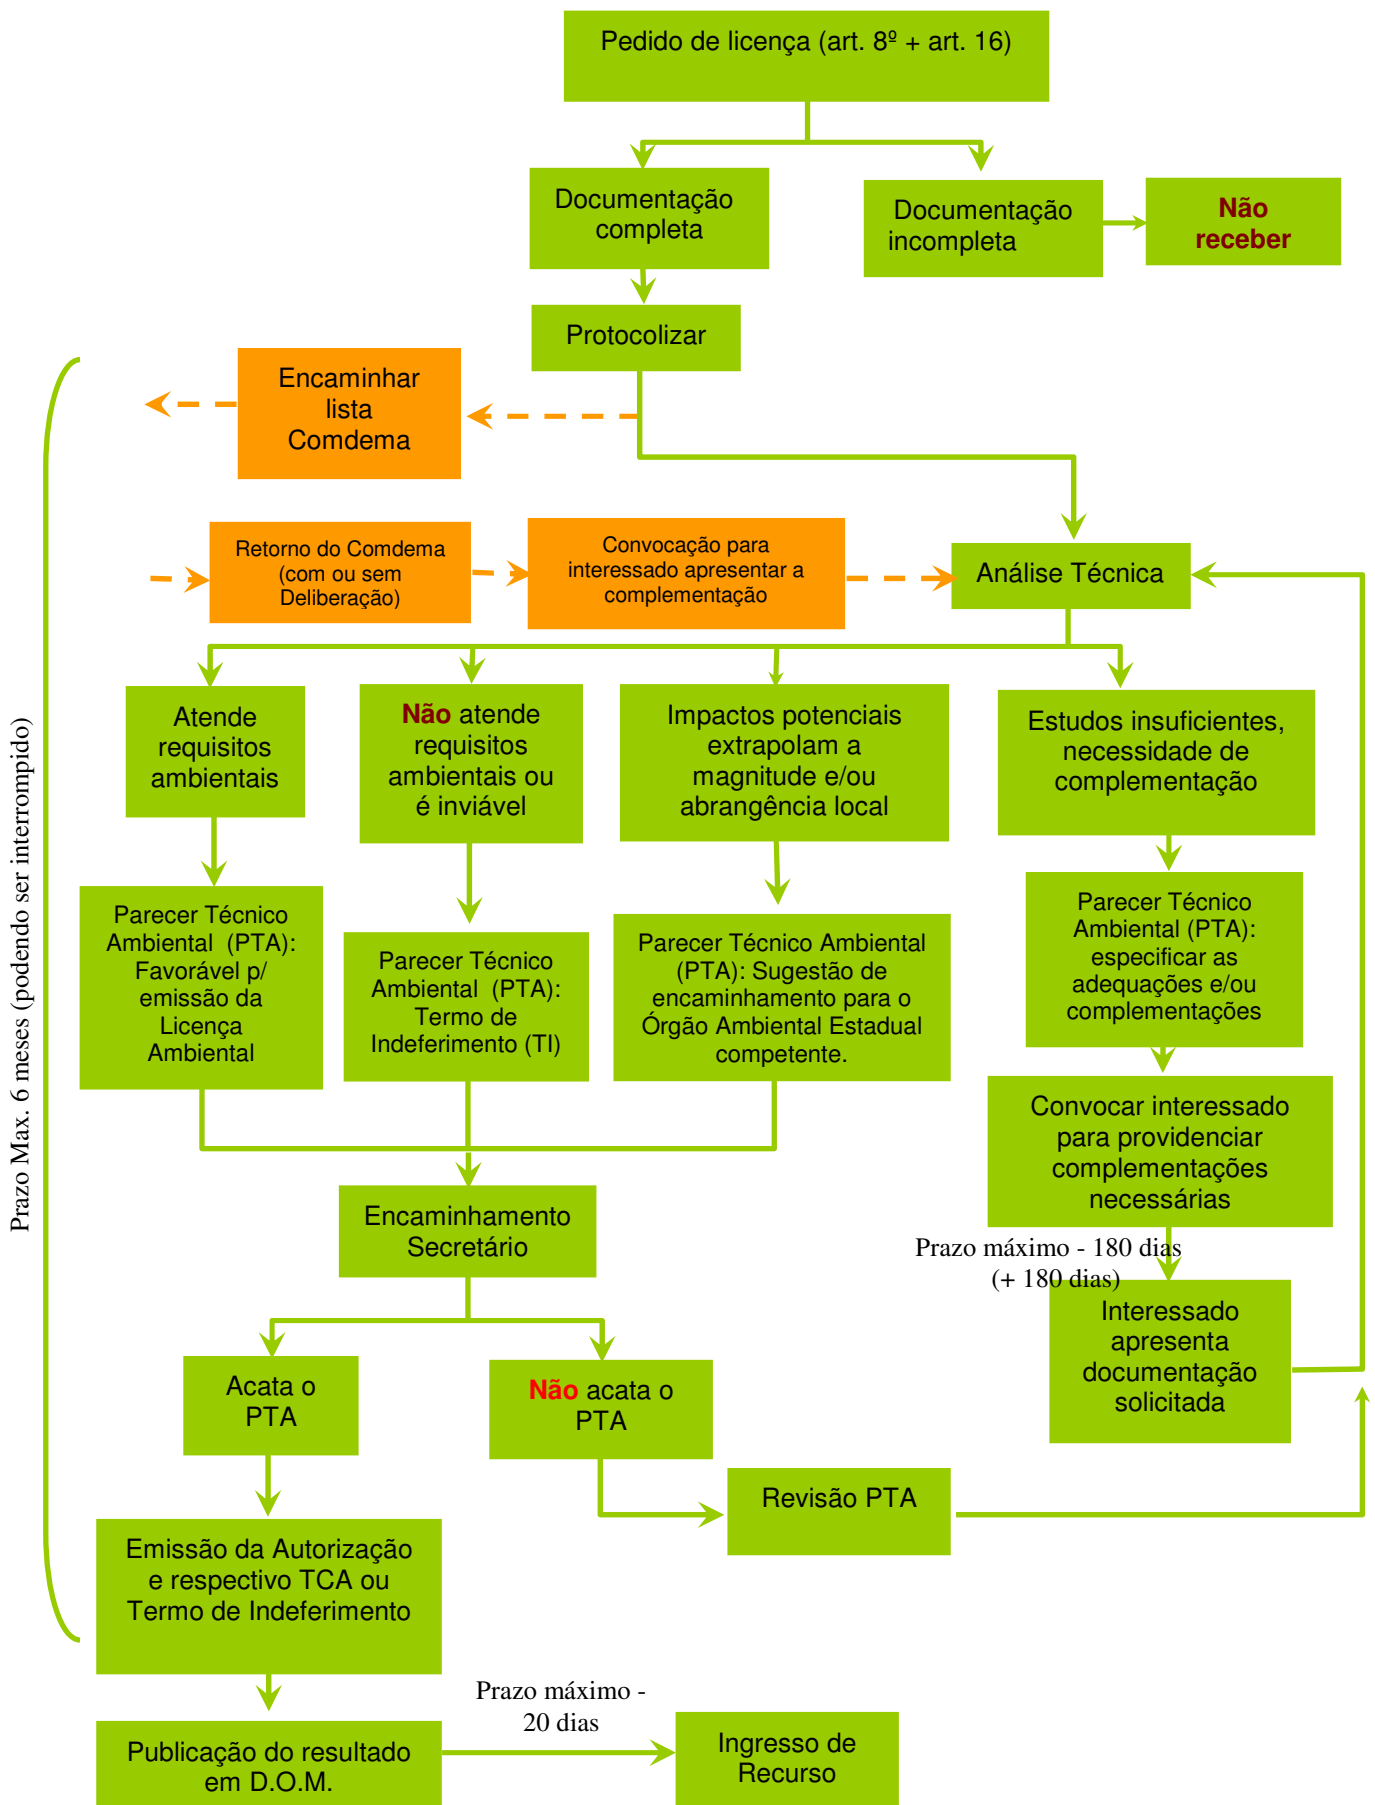 Pedido de licença (art. 8º + art. 16)
Documentação
completa
Documentação
incompleta
Não
receber
Protocolizar
Encaminhar
lista
Comdema
Retorno do Comdema
(com ou sem
Deliberação)
Convocação para
interessado apresentar a
complementação
Análise Técnica
Prazo Max. 6 meses (podendo ser interrompido)
Atende
requisitos
ambientais
Não atende
requisitos
ambientais ou
é inviável
Impactos potenciais
extrapolam a
magnitude e/ou
abrangência local
Estudos insuficientes,
necessidade de
complementação
Parecer Técnico
Ambiental (PTA):
Favorável p/
emissão da
Licença
Ambiental
Parecer Técnico
Ambiental (PTA):
Termo de
Indeferimento (TI)
Parecer Técnico Ambiental
(PTA): Sugestão de
encaminhamento para o
Órgão Ambiental Estadual
competente.
Parecer Técnico
Ambiental (PTA):
especificar as
adequações e/ou
complementações
Convocar interessado
para providenciar
complementações
necessárias
Prazo máximo - 180 dias
(+ 180 dias)
Interessado
apresenta
documentação
solicitada
Encaminhamento
Secretário
Acata o
PTA
Não acata o
PTA
Revisão PTA
Emissão da Autorização
e respectivo TCA ou
Termo de Indeferimento
Publicação do resultado
em D.O.M.
Prazo máximo -
20 dias
Ingresso de
Recurso